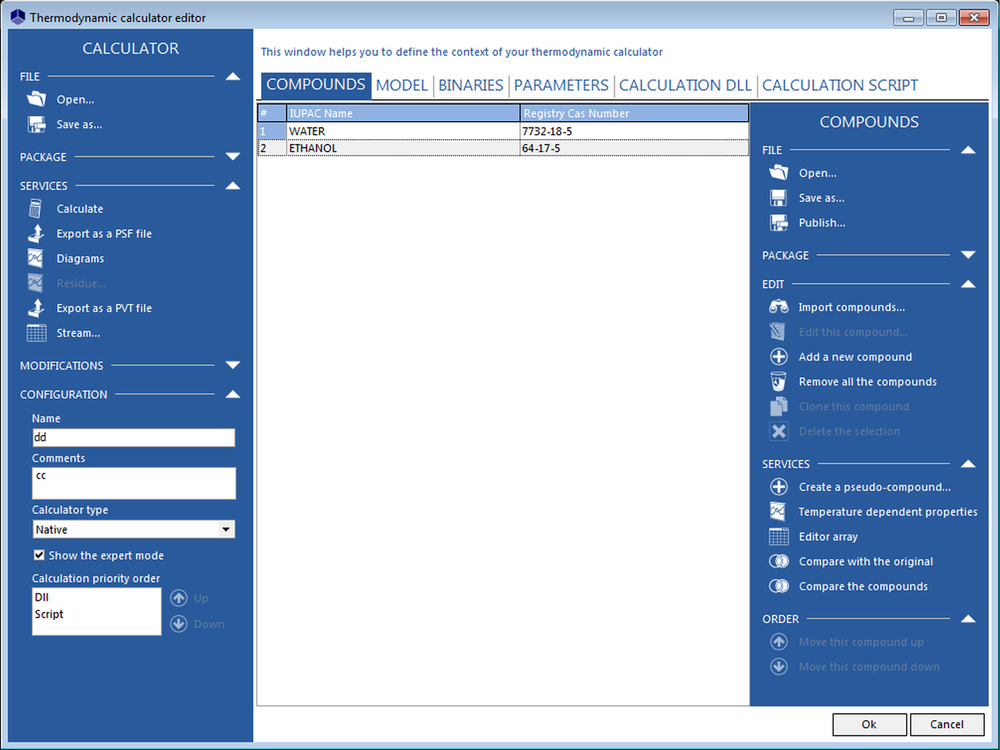 Thermodynamic calculator editor
CALCULATOR
FILE
Open...
Save as...
PACKAGE
SERVICES
Calculate
Export as a PSF file
Diagrams
Residue...
Export as a PVT file
Stream...
MODIFICATIONS
CONFIGURATION
Name
dd
Comments
cc
Calculator type
Native
Show the expert mode
Calculation priority order
Dll
Script
Up
Down
This window helps you to define the context of your thermodynamic calculator
COMPOUNDS MODEL BINARIES PARAMETERS CALCULATION DLL CALCULATION SCRIPT
# IUPAC Name Registry Cas Number
1 WATER 7732-18-5
2 ETHANOL 64-17-5
COMPOUNDS
FILE
Open...
Save as...
Publish...
PACKAGE
EDIT
Import compounds...
Edit this compound...
Add a new compound
Remove all the compounds
Clone this compound
Delete the selection
SERVICES
Create a pseudo-compound...
Temperature dependent properties
Editor array
Compare with the original
Compare the compounds
ORDER
Move this compound up
Move this compound down
Ok Cancel